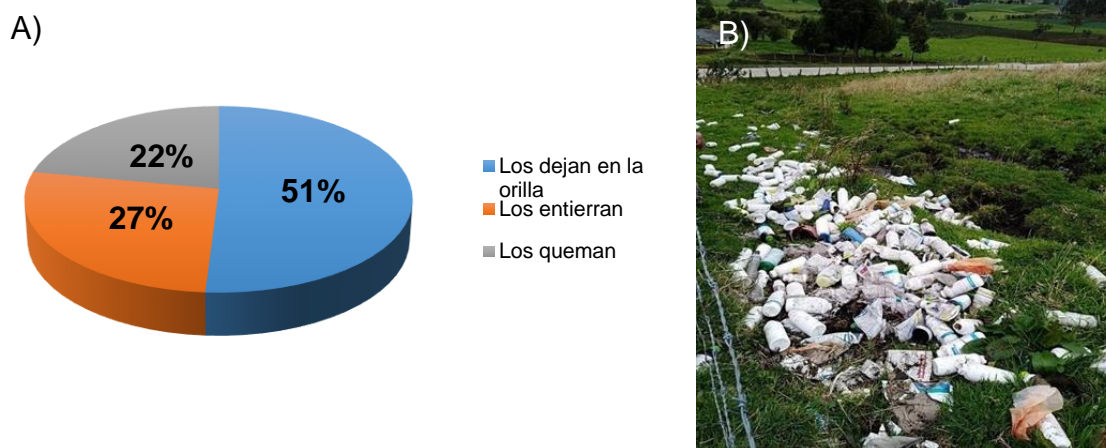 A)
B)
22%
51%
27%
Los dejan en la
orilla
Los entierran
Los queman